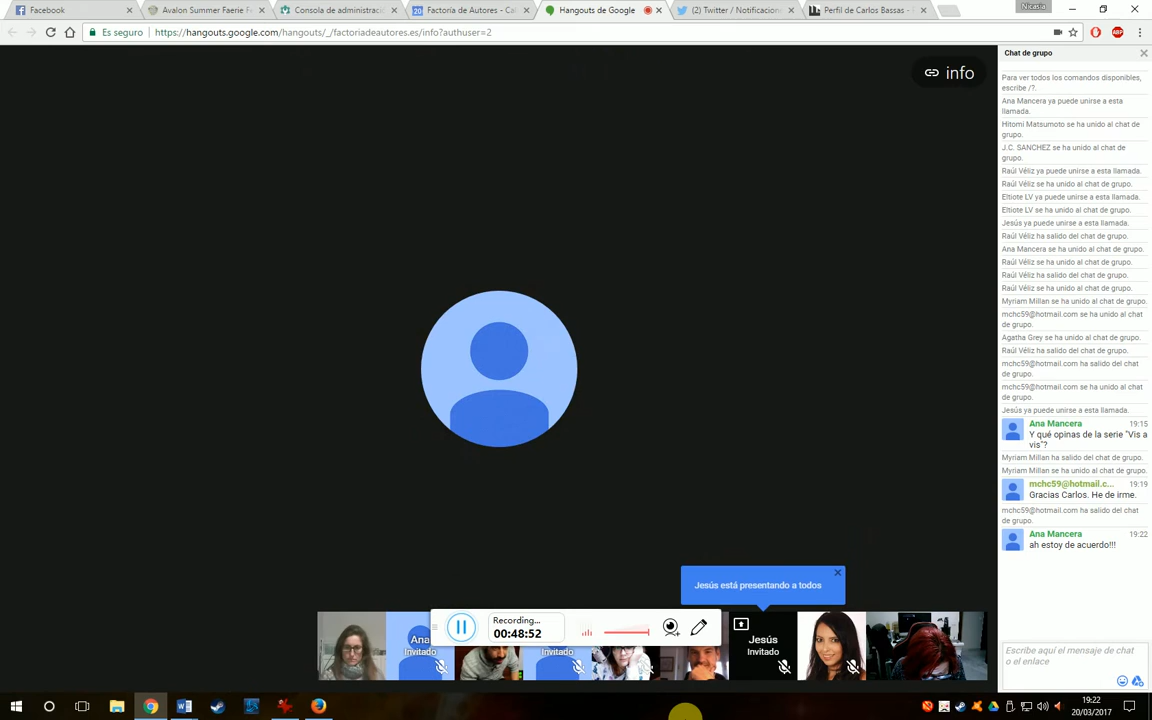 Facebook
Avalon Summer Faerie Fe
Consola de administració
Factoría de Autores - Cal
Hangouts de Google
(2) Twitter / Notificacion
Perfil de Carlos Bassas -
Nicasia
Es seguro
https://hangouts.google.com/hangouts/_/factoriadeautores.es/info?authuser=2
info
Chat de grupo
Para ver todos los comandos disponibles,
escribe /?.
Ana Mancera ya puede unirse a esta
llamada.
Hitomi Matsumoto se ha unido al chat de
grupo.
J.C. SANCHEZ se ha unido al chat de
grupo.
Raúl Véliz ya puede unirse a esta llamada.
Raúl Véliz se ha unido al chat de grupo.
Eltiote LV ya puede unirse a esta llamada.
Eltiote LV se ha unido al chat de grupo.
Jesús ya puede unirse a esta llamada.
Raúl Véliz ha salido del chat de grupo.
Ana Mancera se ha unido al chat de grupo.
Raúl Véliz se ha unido al chat de grupo.
Raúl Véliz ha salido del chat de grupo.
Raúl Véliz se ha unido al chat de grupo.
Myriam Millan se ha unido al chat de grupo.
mchc59@hotmail.com se ha unido al chat
de grupo.
Agatha Grey se ha unido al chat de grupo.
Raúl Véliz ha salido del chat de grupo.
mchc59@hotmail.com ha salido del chat
de grupo.
mchc59@hotmail.com se ha unido al chat
de grupo.
Jesús ya puede unirse a esta llamada.
Ana Mancera 19:15
Y qué opinas de la serie "Vis a
vis"?
Myriam Millan ha salido del chat de grupo.
Myriam Millan se ha unido al chat de grupo.
mchc59@hotmail.c... 19:19
Gracias Carlos. He de irme.
mchc59@hotmail.com ha salido del chat
de grupo.
Ana Mancera 19:22
ah estoy de acuerdo!!!
Jesús está presentando a todos
Recording...
00:48:52
Ana
Invitado
Invitado
Jesús
Invitado
Escribe aquí el mensaje de chat
o el enlace
19:22
20/03/2017